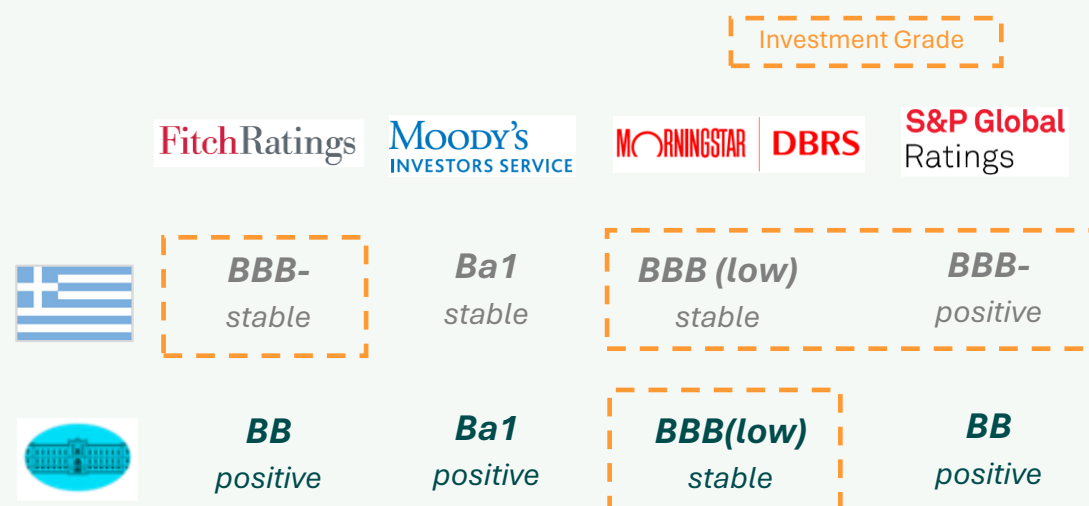 Investment Grade
FitchRatings
MOODY'S
INVESTORS SERVICE
MORNINGSTAR | DBRS
S&P Global
Ratings
BBB- Ba1 BBB (low) BBB-
stable stable stable positive
BB Ba1 BBB(low) BB
positive positive stable positive